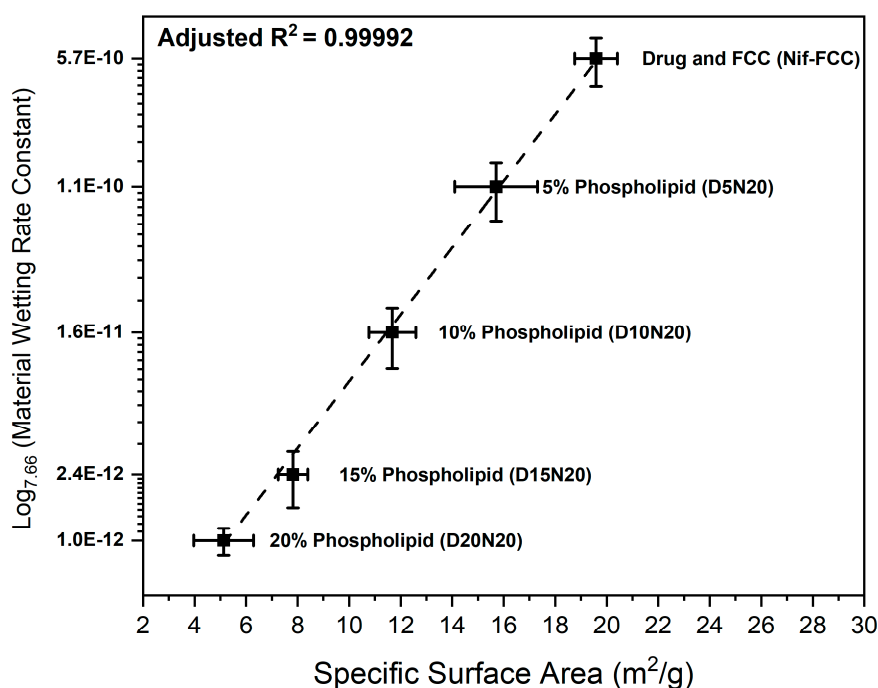 Adjusted R² = 0.99992
5.7E-10
Drug and FCC (Nif-FCC)
1.1E-10
5% Phospholipid (D5N20)
1.6E-11
10% Phospholipid (D10N20)
2.4E-12
15% Phospholipid (D15N20)
1.0E-12
20% Phospholipid (D20N20)
Log₇.₆₆ (Material Wetting Rate Constant)
2 4 6 8 10 12 14 16 18 20 22 24 26 28 30
Specific Surface Area (m²/g)